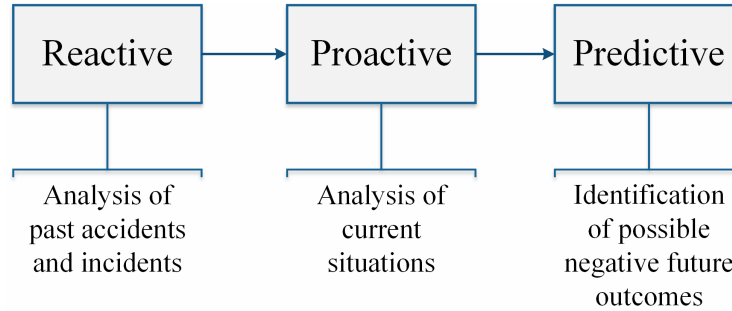 Reactive
Proactive
Predictive
Analysis of
past accidents
and incidents
Analysis of
current
situations
Identification
of possible
negative future
outcomes